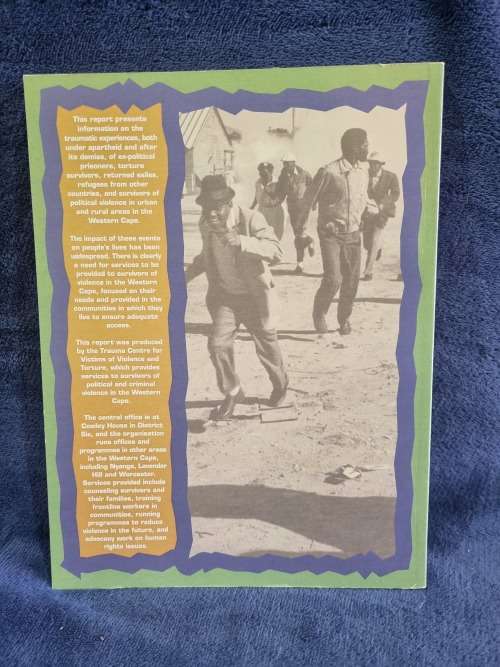 This report presents
information on the
traumatic experiences, both
under apartheid and after
its demise, of ex-political
prisoners, torture
survivors, returned exiles,
refugees from other
countries, and survivors of
political violence in urban
and rural areas in the
Western Cape.
The impact of these events
on people's lives has been
widespread. There is clearly
a need for services to be
provided to survivors of
violence in the Western
Cape, focused on their
needs and provided in the
communities in which they
live to ensure adequate
access.
This report was produced
by the Trauma Centre for
Victims of Violence and
Torture, which provides
services to survivors of
political and criminal
violence in the Western
Cape.
The central office is at
Cowley House in District
Six, and the organisation
runs offices and
programmes in other areas
in the Western Cape,
including Nyanga, Lavender
Hill and Worcester.
Services provided include
counseling survivors and
their families, training
frontline workers in
communities, running
programmes to reduce
violence in the future, and
advocacy work on human
rights issues.